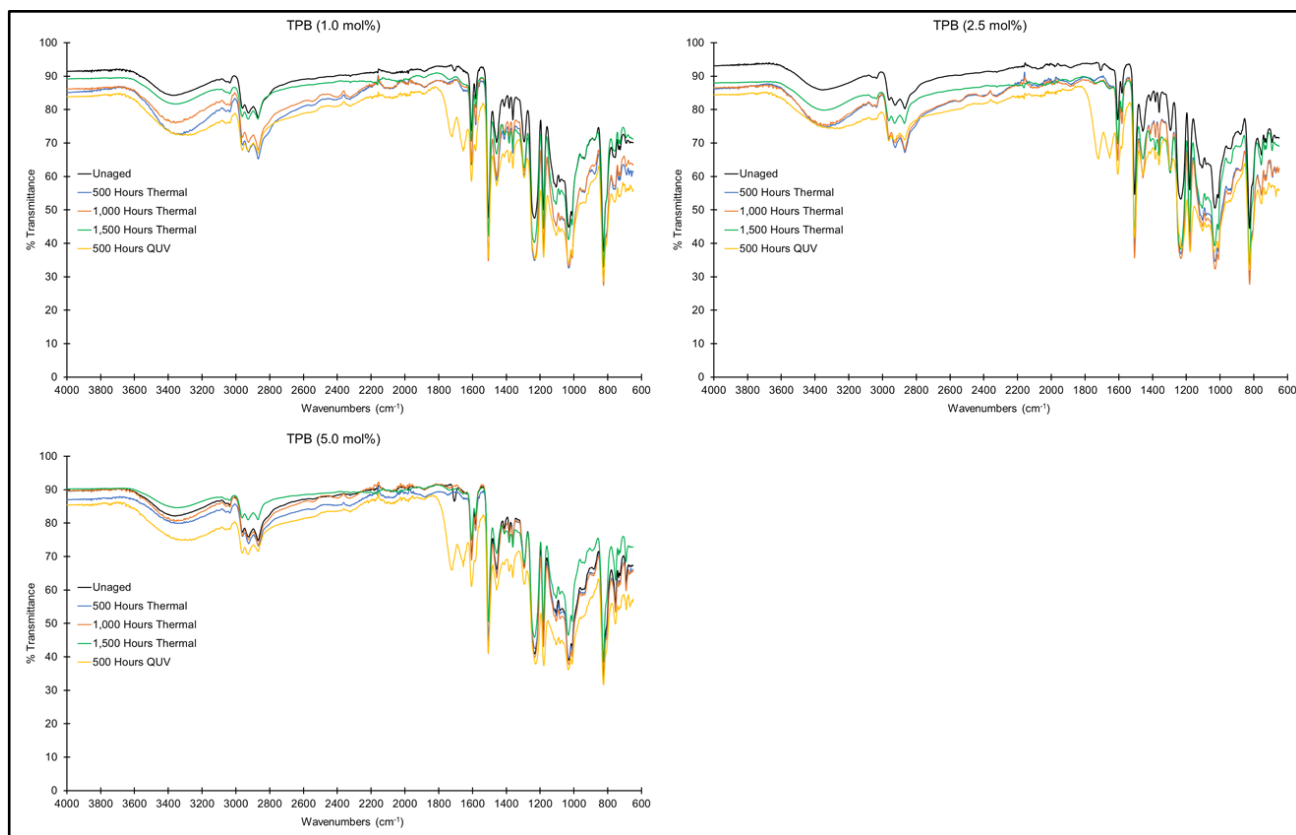 TPB (1.0 mol%)
100
90
80
70
60
50
40
30
20
10
0
% Transmittance
Unaged
500 Hours Thermal
1,000 Hours Thermal
1,500 Hours Thermal
500 Hours QUV
4000 3800 3600 3400 3200 3000 2800 2600 2400 2200 2000 1800 1600 1400 1200 1000 800 600
Wavenumbers (cm⁻¹)
TPB (2.5 mol%)
100
90
80
70
60
50
40
30
20
10
0
% Transmittance
Unaged
500 Hours Thermal
1,000 Hours Thermal
1,500 Hours Thermal
500 Hours QUV
4000 3800 3600 3400 3200 3000 2800 2600 2400 2200 2000 1800 1600 1400 1200 1000 800 600
Wavenumbers (cm⁻¹)
TPB (5.0 mol%)
100
90
80
70
60
50
40
30
20
10
0
% Transmittance
Unaged
500 Hours Thermal
1,000 Hours Thermal
1,500 Hours Thermal
500 Hours QUV
4000 3800 3600 3400 3200 3000 2800 2600 2400 2200 2000 1800 1600 1400 1200 1000 800 600
Wavenumbers (cm⁻¹)